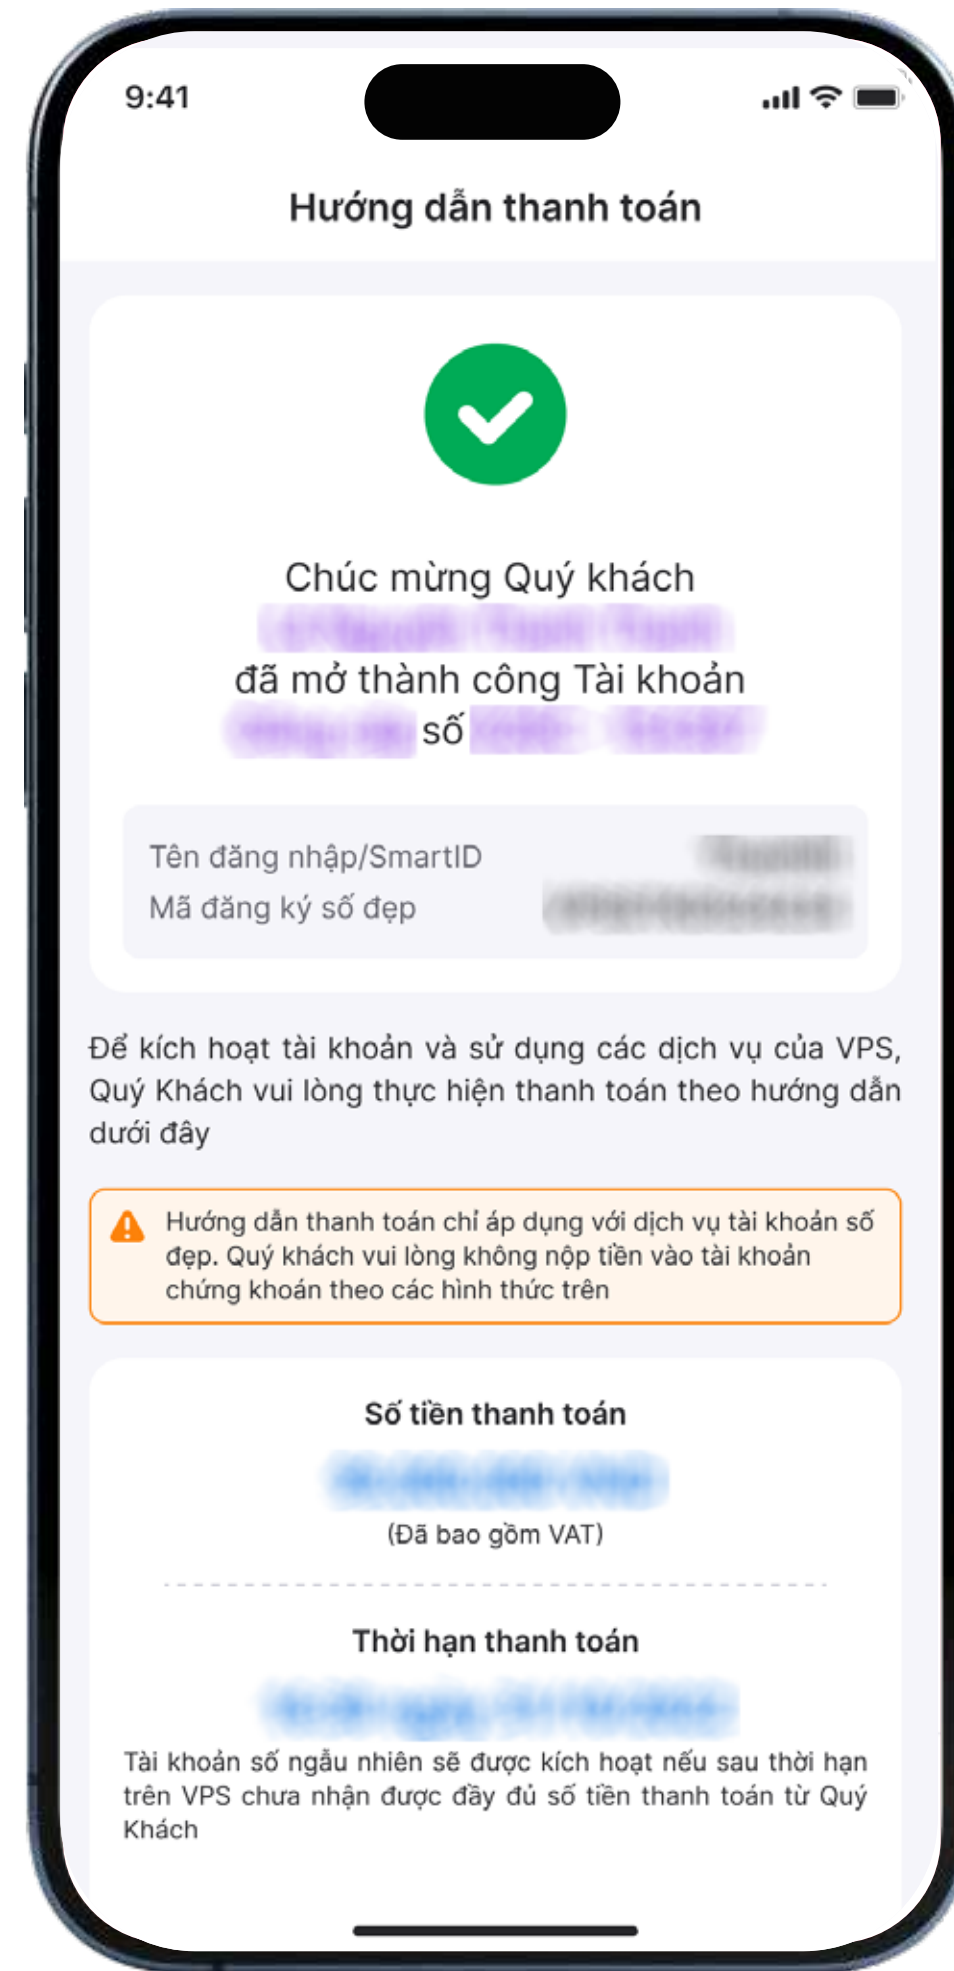 9:41
Hướng dẫn thanh toán
Chúc mừng Quý khách
đã mở thành công Tài khoản
số
Tên đăng nhập/SmartID
Mã đăng ký số đẹp
Để kích hoạt tài khoản và sử dụng các dịch vụ của VPS,
Quý Khách vui lòng thực hiện thanh toán theo hướng dẫn
dưới đây
Hướng dẫn thanh toán chỉ áp dụng với dịch vụ tài khoản số
đẹp. Quý khách vui lòng không nộp tiền vào tài khoản
chứng khoán theo các hình thức trên
Số tiền thanh toán
(Đã bao gồm VAT)
Thời hạn thanh toán
Tài khoản số ngẫu nhiên sẽ được kích hoạt nếu sau thời hạn
trên VPS chưa nhận được đầy đủ số tiền thanh toán từ Quý
Khách